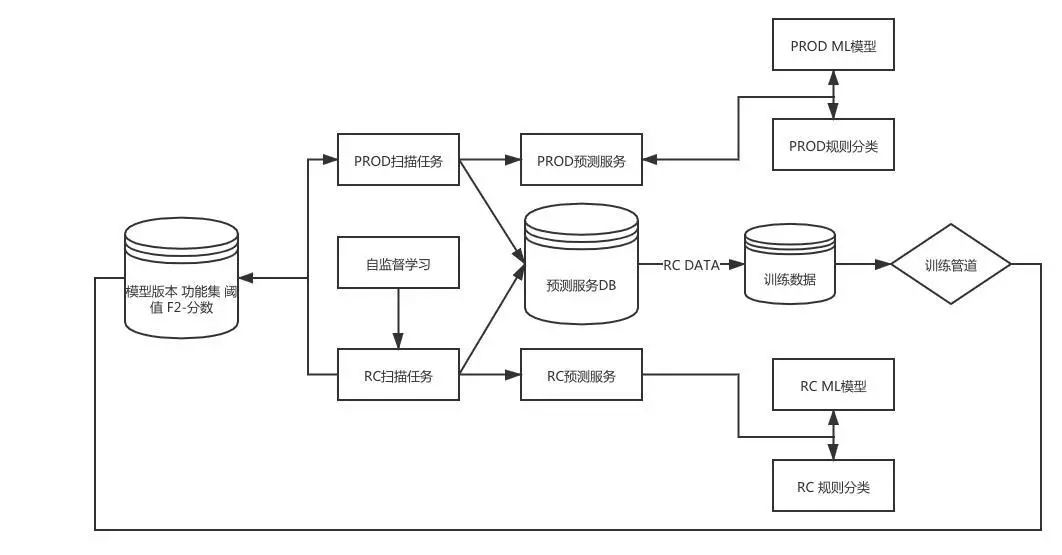 PROD ML模型
PROD规则分类
PROD扫描任务
PROD预测服务
自监督学习
模型版本 功能集 阈
值 F2-分数
预测服务DB
RC DATA
训练数据
训练管道
RC扫描任务
RC预测服务
RC ML模型
RC 规则分类